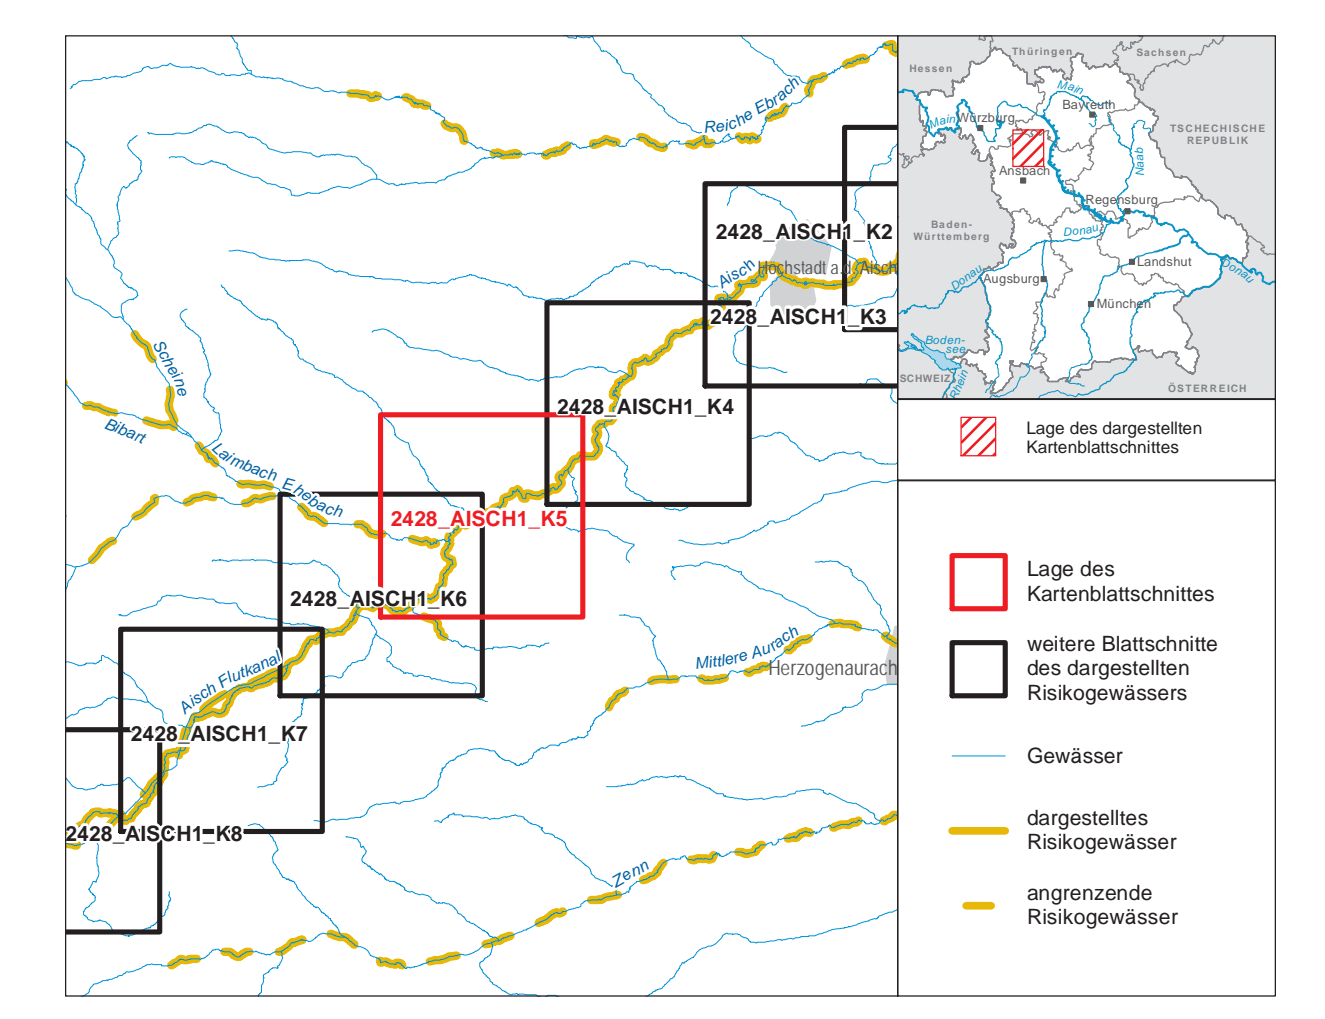 Reiche Ebrach
2428_AISCH1_K2
Aisch
Höchstadt a.d. Aisch
2428_AISCH1_K3
Scheine
2428_AISCH1_K4
Bibart
Laimbach
Ehebach
2428_AISCH1_K5
2428_AISCH1_K6
Mittlere Aurach
Herzogenaurach
Aisch Flutkanal
2428_AISCH1_K7
2428_AISCH1_K8
Zenn
Thüringen
Sachsen
Hessen
Main
Bayreuth
Main
Würzburg
TSCHECHISCHE
REPUBLIK
Naab
Ansbach
Regensburg
Baden-
Württemberg
Donau
Landshut
Donau
Donau
Augsburg
München
Boden-
see
SCHWEIZ
Rhein
ÖSTERREICH
Lage des dargestellten
Kartenblattschnittes
Lage des
Kartenblattschnittes
weitere Blattschnitte
des dargestellten
Risikogewässers
Gewässer
dargestelltes
Risikogewässer
angrenzende
Risikogewässer